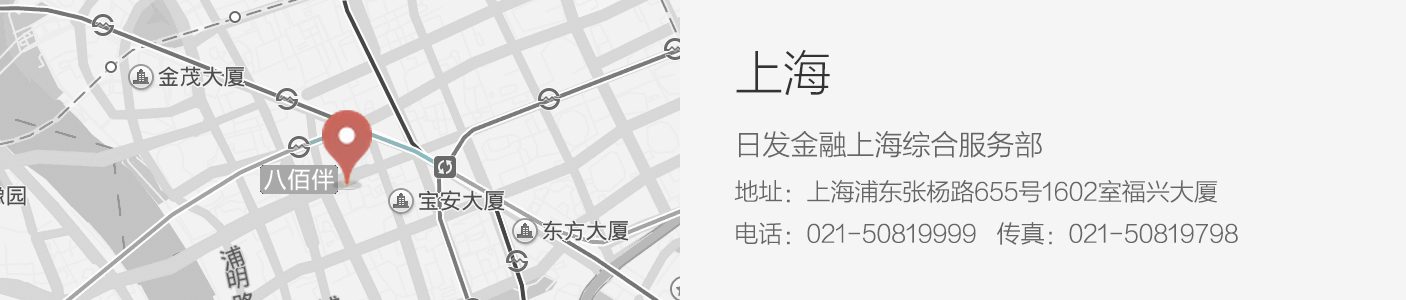 金茂大厦
八佰伴
宝安大厦
东方大厦
园
浦明路
上海
日发金融上海综合服务部
地址：上海浦东张杨路655号1602室福兴大厦
电话：021-50819999 传真：021-50819798